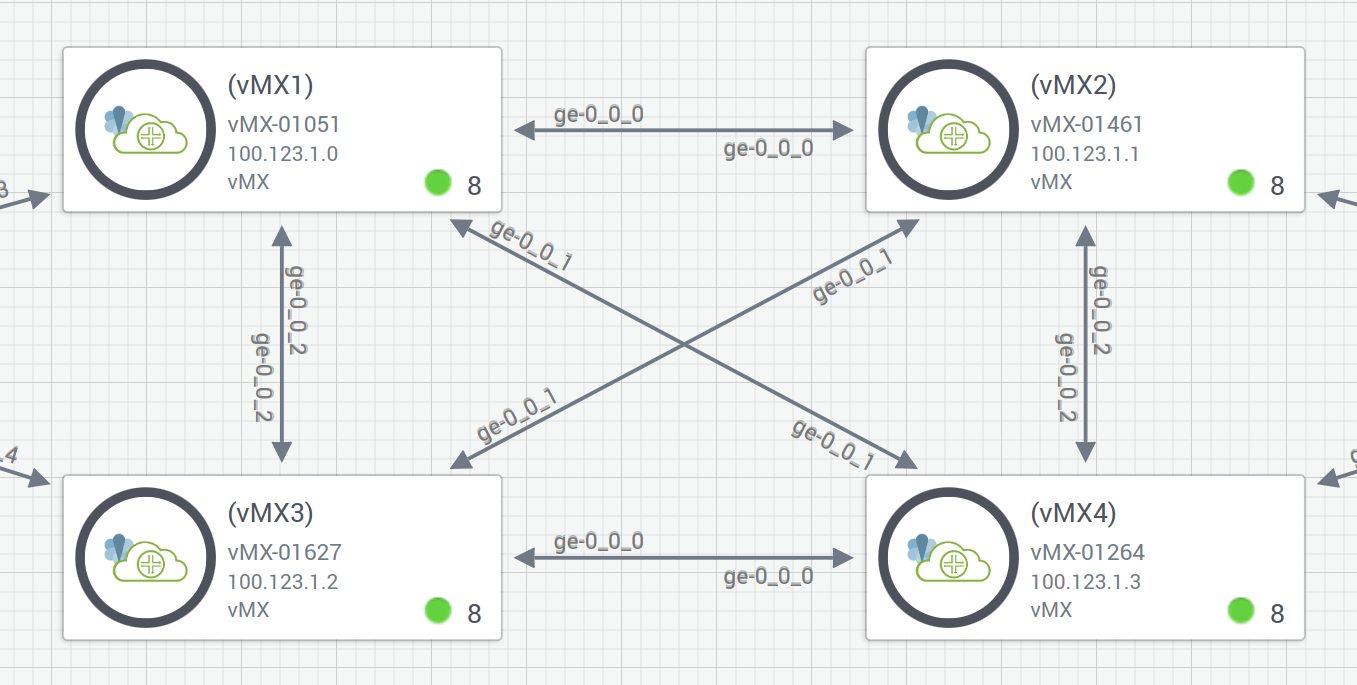 (vMX1)
vMX-01051
100.123.1.0
vMX
8
ge-0_0_0
ge-0_0_0
(vMX2)
vMX-01461
100.123.1.1
vMX
8
3
ge-0_0_1
ge-0_0_1
ge-0_0_2
ge-0_0_2
ge-0_0_2
ge-0_0_2
ge-0_0_1
ge-0_0_1
_4
(vMX3)
vMX-01627
100.123.1.2
vMX
8
ge-0_0_0
ge-0_0_0
(vMX4)
vMX-01264
100.123.1.3
vMX
8